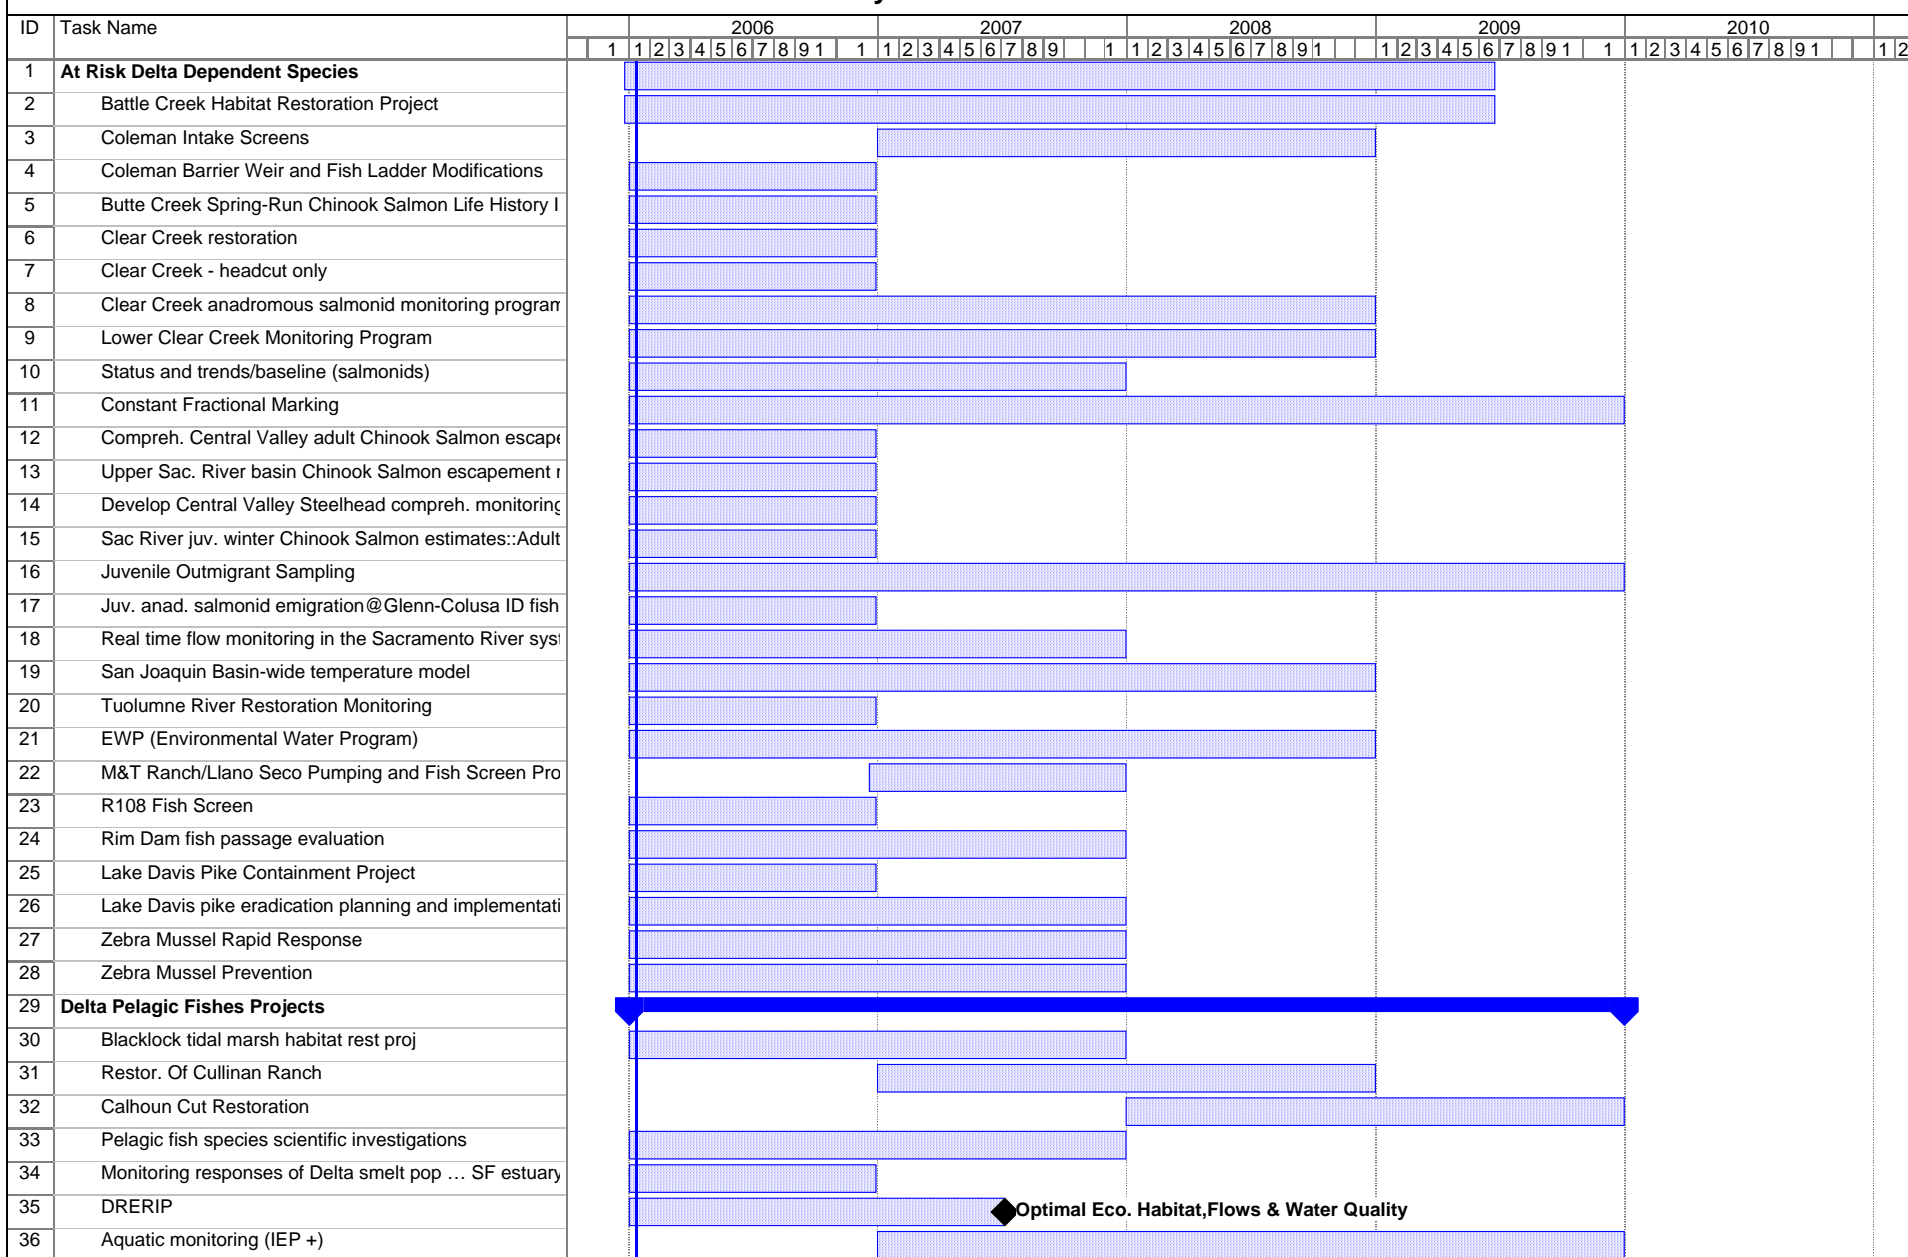 ID Task Name 2006 2007 2008 2009 2010
1 1 2 3 4 5 6 7 8 9 1 1 1 2 3 4 5 6 7 8 9 1 1 2 3 4 5 6 7 8 9 1 1 2 3 4 5 6 7 8 9 1 1 1 2 3 4 5 6 7 8 9 1 1 2
1 At Risk Delta Dependent Species
2 Battle Creek Habitat Restoration Project
3 Coleman Intake Screens
4 Coleman Barrier Weir and Fish Ladder Modifications
5 Butte Creek Spring-Run Chinook Salmon Life History I
6 Clear Creek restoration
7 Clear Creek - headcut only
8 Clear Creek anadromous salmonid monitoring program
9 Lower Clear Creek Monitoring Program
10 Status and trends/baseline (salmonids)
11 Constant Fractional Marking
12 Compreh. Central Valley adult Chinook Salmon escape
13 Upper Sac. River basin Chinook Salmon escapement
14 Develop Central Valley Steelhead compreh. monitoring
15 Sac River juv. winter Chinook Salmon estimates::Adult
16 Juvenile Outmigrant Sampling
17 Juv. anad. salmonid emigration@Glenn-Colusa ID fish
18 Real time flow monitoring in the Sacramento River syst
19 San Joaquin Basin-wide temperature model
20 Tuolumne River Restoration Monitoring
21 EWP (Environmental Water Program)
22 M&T Ranch/Llano Seco Pumping and Fish Screen Pro
23 R108 Fish Screen
24 Rim Dam fish passage evaluation
25 Lake Davis Pike Containment Project
26 Lake Davis pike eradication planning and implementati
27 Zebra Mussel Rapid Response
28 Zebra Mussel Prevention
29 Delta Pelagic Fishes Projects
30 Blacklock tidal marsh habitat rest proj
31 Restor. Of Cullinan Ranch
32 Calhoun Cut Restoration
33 Pelagic fish species scientific investigations
34 Monitoring responses of Delta smelt pop … SF estuary
35 DRERIP Optimal Eco. Habitat,Flows & Water Quality
36 Aquatic monitoring (IEP +)